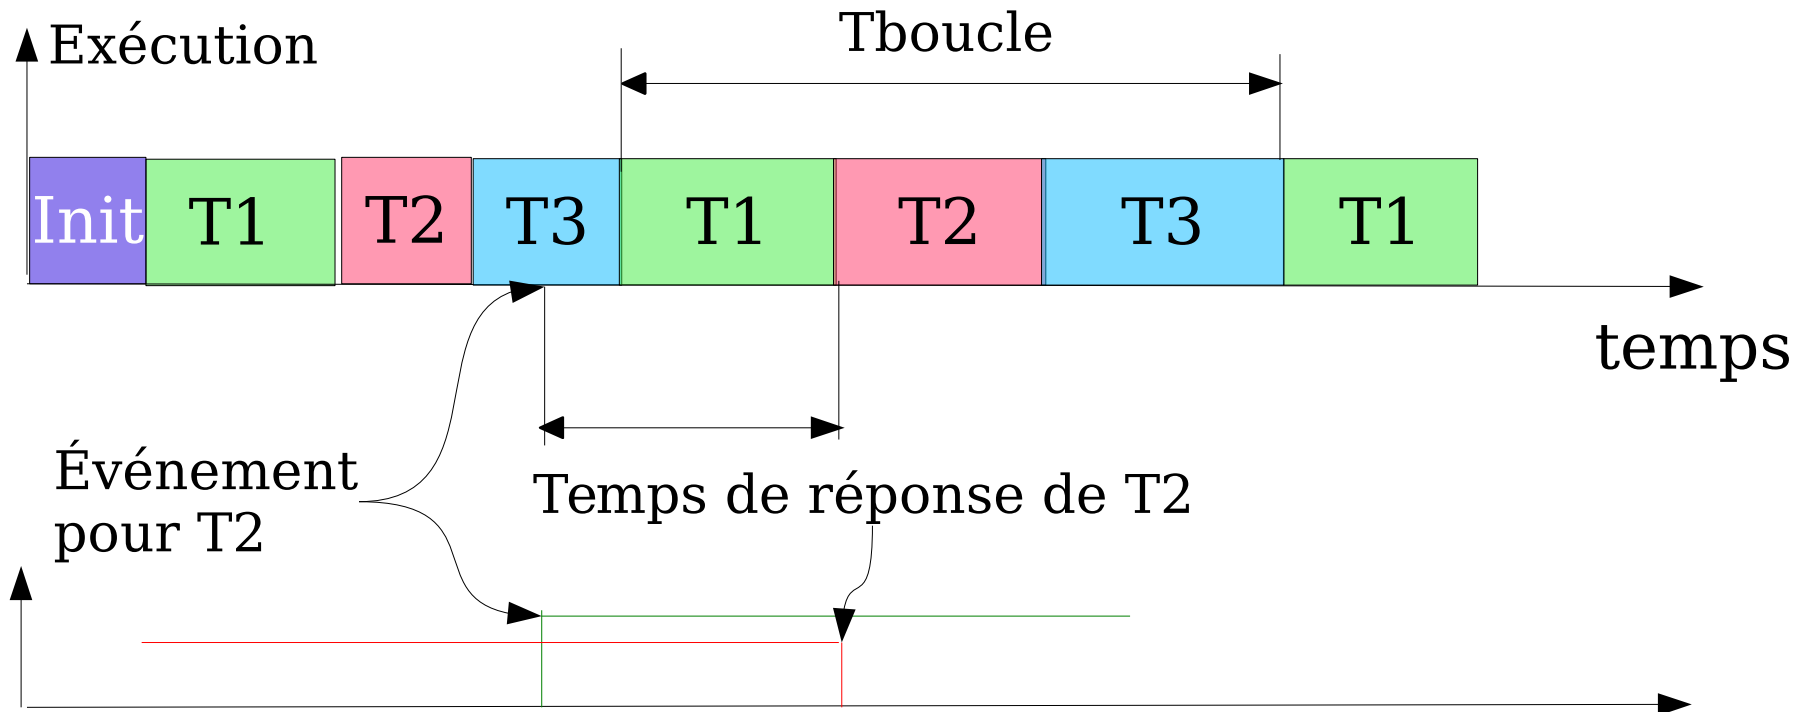 Exécution
Tboucle
Init T1 T2 T3 T1 T2 T3 T1
temps
Événement
pour T2
Temps de réponse de T2